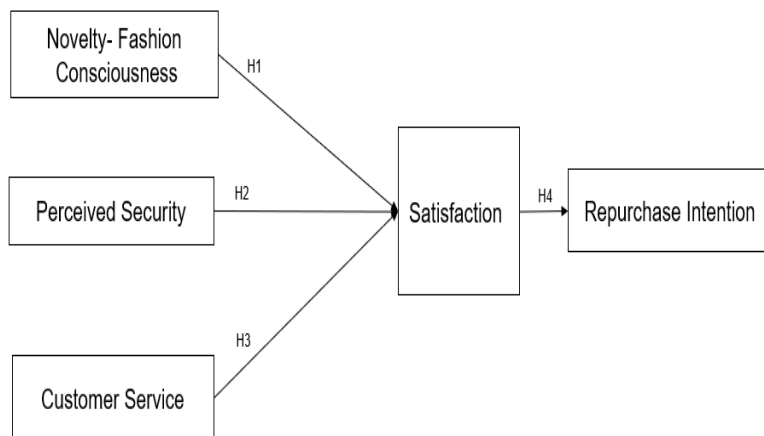 Novelty- Fashion
Consciousness
H1
Perceived Security
H2
Satisfaction
H4
Repurchase Intention
H3
Customer Service